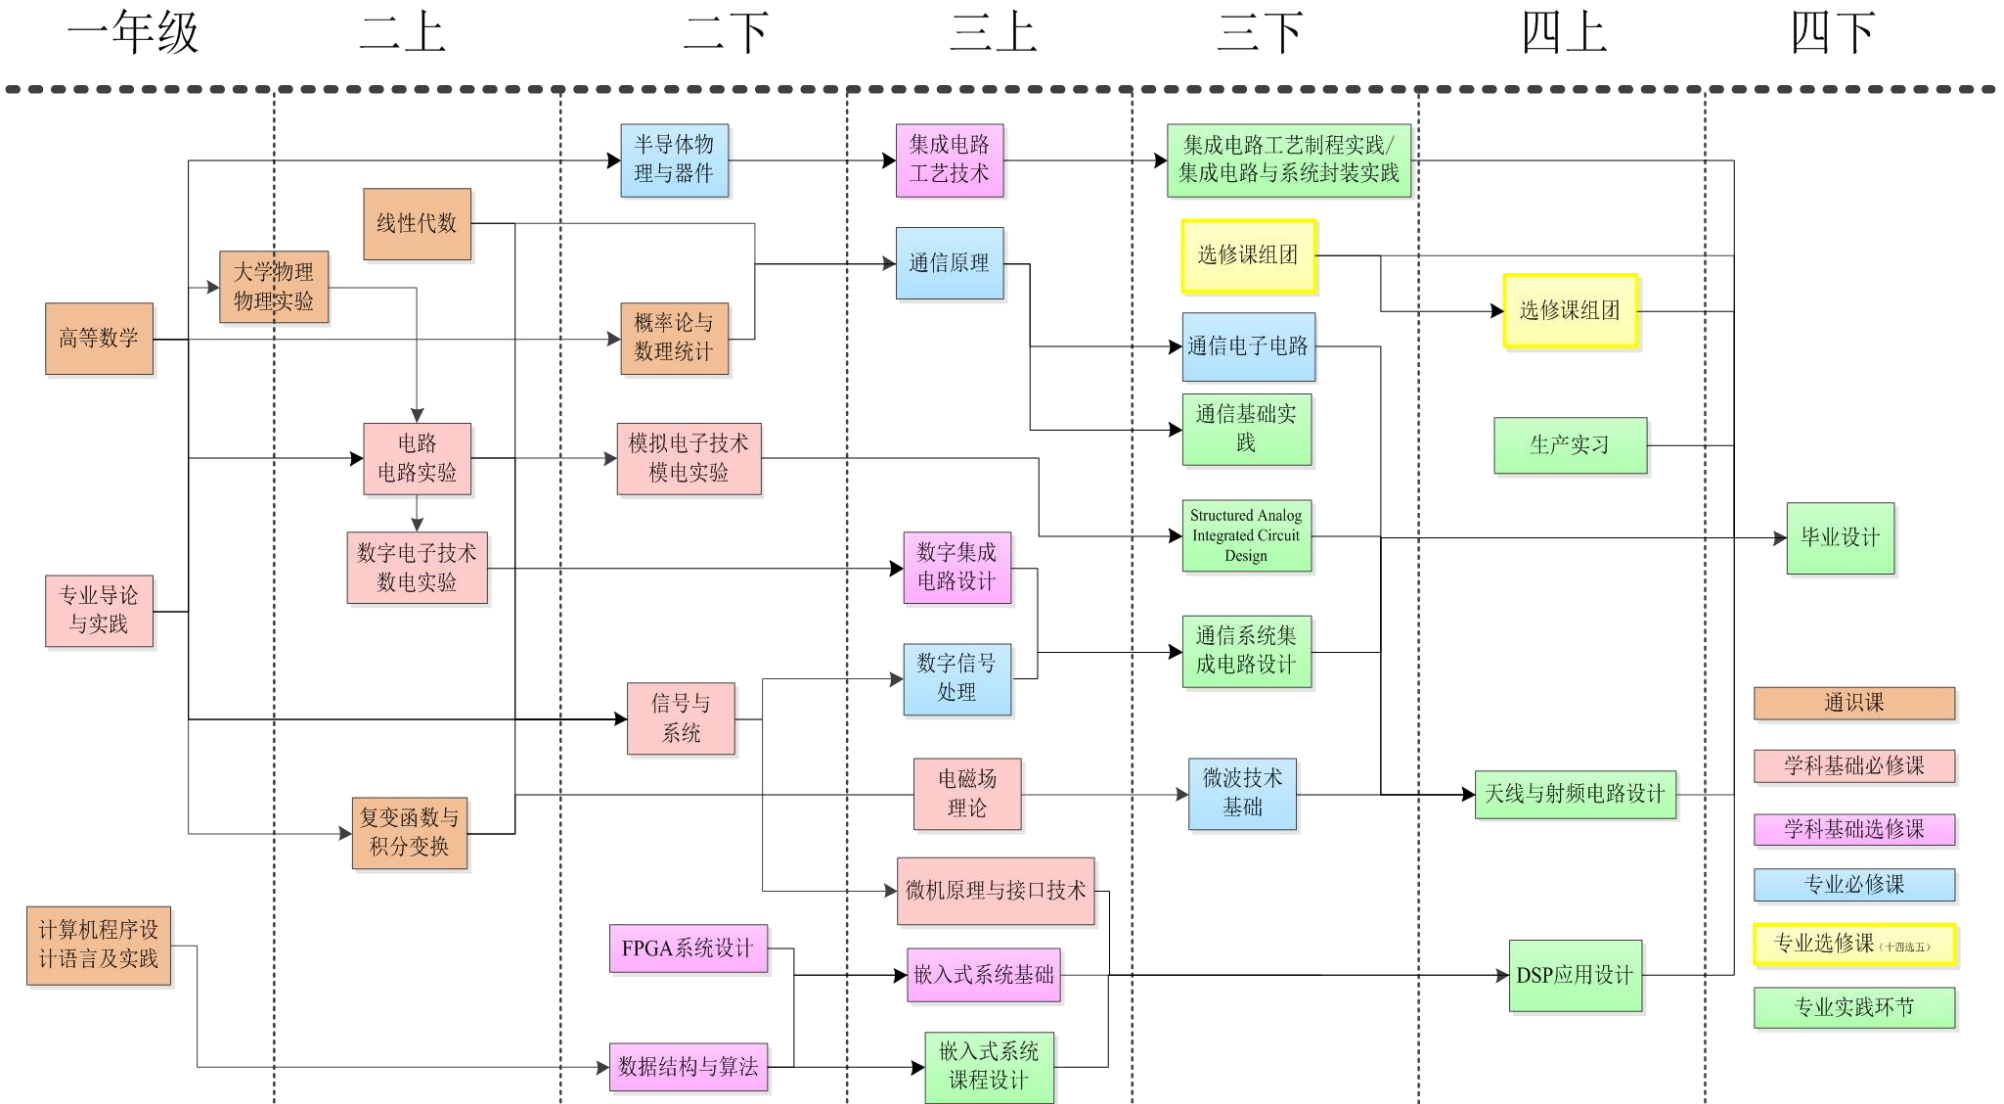 一年级
二上
二下
三上
三下
四上
四下
半导体物
理与器件
集成电路
工艺技术
集成电路工艺制程实践/
集成电路与系统封装实践
线性代数
大学物理
物理实验
通信原理
选修课组团
选修课组团
高等数学
概率论与
数理统计
通信电子电路
通信基础实
践
电路
电路实验
模拟电子技术
模电实验
生产实习
Structured Analog
Integrated Circuit
Design
毕业设计
数字电子技术
数电实验
数字集成
电路设计
专业导论
与实践
通信系统集
成电路设计
数字信号
处理
信号与
系统
电磁场
理论
微波技术
基础
天线与射频电路设计
复变函数与
积分变换
微机原理与接口技术
计算机程序设
计语言及实践
FPGA系统设计
嵌入式系统基础
DSP应用设计
数据结构与算法
嵌入式系统
课程设计
通识课
学科基础必修课
学科基础选修课
专业必修课
专业选修课（十四选五）
专业实践环节